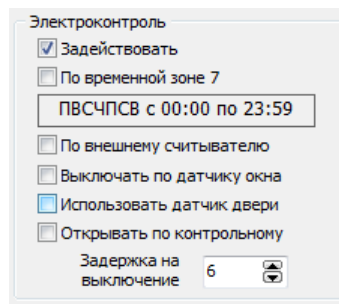 Электроконтроль
Задействовать
По временной зоне 7
ПВСЧПСВ с 00:00 по 23:59
По внешнему считывателю
Выключать по датчику окна
Использовать датчик двери
Открывать по контрольному
Задержка на
выключение 6